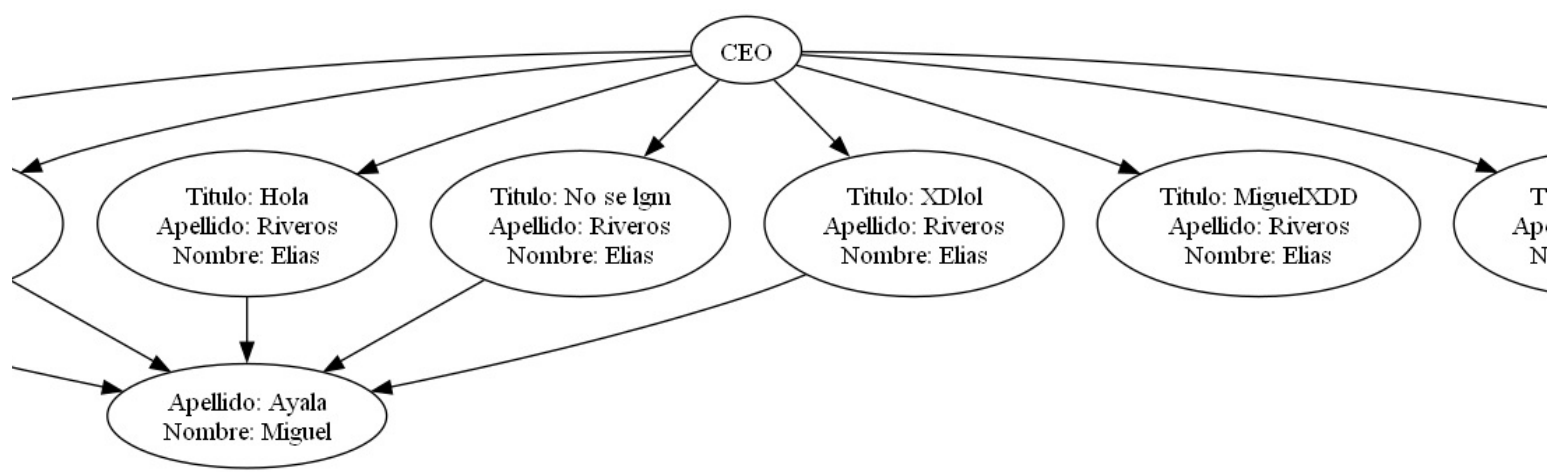 CEO
Titulo: Hola
Apellido: Riveros
Nombre: Elias
Titulo: No se lgm
Apellido: Riveros
Nombre: Elias
Titulo: XDlol
Apellido: Riveros
Nombre: Elias
Titulo: MiguelXDD
Apellido: Riveros
Nombre: Elias
Apellido: Ayala
Nombre: Miguel